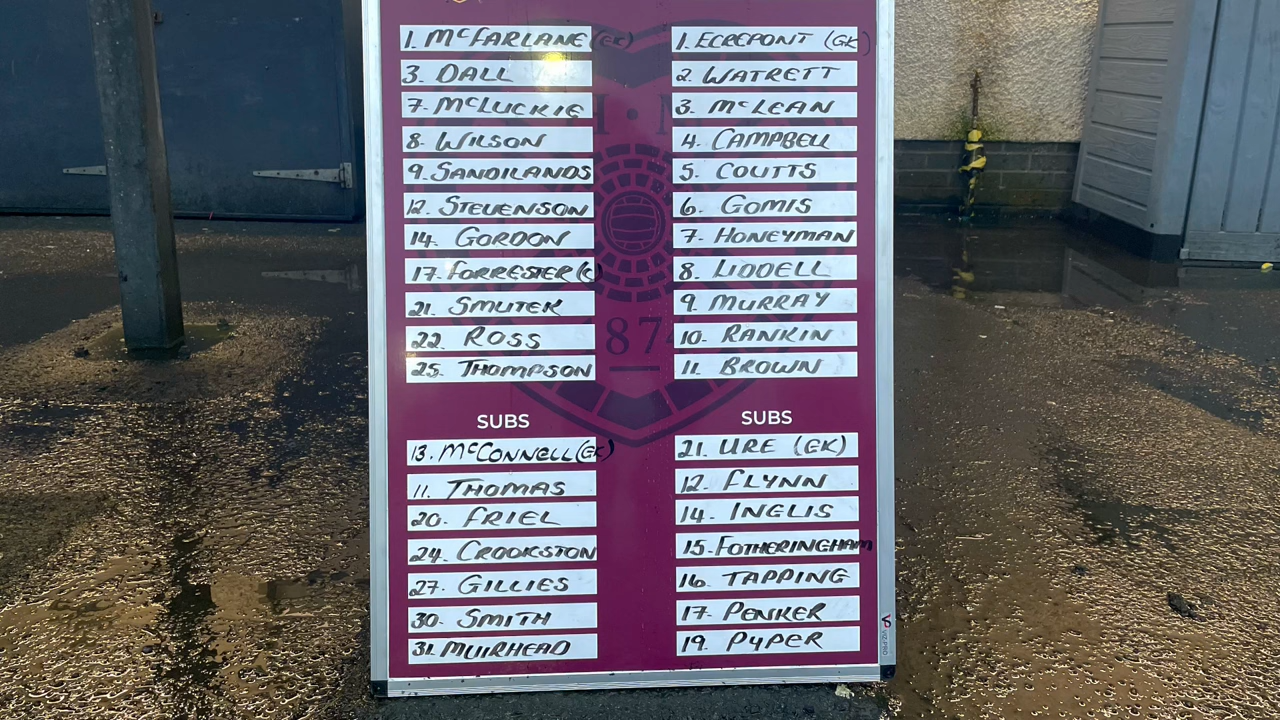 1. McFARLANE (GK)
3. DALL
7. McLUCKIE
8. WILSON
9. SANDILANDS
12. STEVENSON
14. GORDON
17. FORRESTER (C)
21. SMUTEK
22. ROSS
25. THOMPSON
SUBS
13. McCONNELL (GK)
11. THOMAS
20. FRIEL
24. CROOKSTON
27. GILLIES
30. SMITH
31. MUIRHEAD
1. ECREPONT (GK)
2. WATRETT
3. McLEAN
4. CAMPBELL
5. COUTTS
6. GOMIS
7. HONEYMAN
8. LIDDELL
9. MURRAY
10. RANKIN
11. BROWN
SUBS
21. URE (GK)
12. FLYNN
14. INGLIS
15. FOTHERINGHAM
16. TAPPING
17. PENKER
19. PYPER
VIZ-PRO